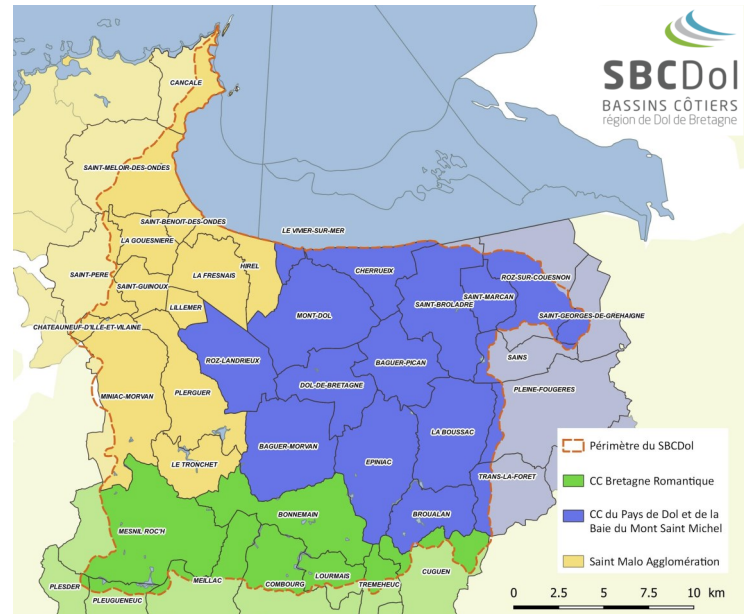 SBCDol
BASSINS CÔTIERS
région de Dol de Bretagne
CANCALE
SAINT-MELOIR-DES-ONDES
SAINT-BENOIT-DES-ONDES
LE VIVIER-SUR-MER
LA GOUESNIERE
SAINT-PERE
LA FRESNAIS
HIREL
CHERRUEIX
ROZ-SUR-COUESNON
SAINT-GUINOUX
SAINT-BROLADRE
SAINT-MARCAN
LILLEMER
MONT-DOL
SAINT-GEORGES-DE-GREHAIGNE
CHATEAUNEUF-D'ILLE-ET-VILAINE
ROZ-LANDRIEUX
BAGUER-PICAN
SAINS
DOL-DE-BRETAGNE
PLEINE-FOUGERES
MINIAC-MORVAN
PLERGUER
LA BOUSSAC
BAGUER-MORVAN
EPINIAC
LE TRONCHET
TRANS-LA-FORET
BONNEMAIN
BROUALAN
MESNIL ROC'H
CUGUEN
LOURMAIS
MEILLAC
COMBOURG
TREMEHEUC
PLESDER
PLEUGUENEUC
Périmètre du SBCDol
CC Bretagne Romantique
CC du Pays de Dol et de la
Baie du Mont Saint Michel
Saint Malo Agglomération
0 2.5 5 7.5 10 km